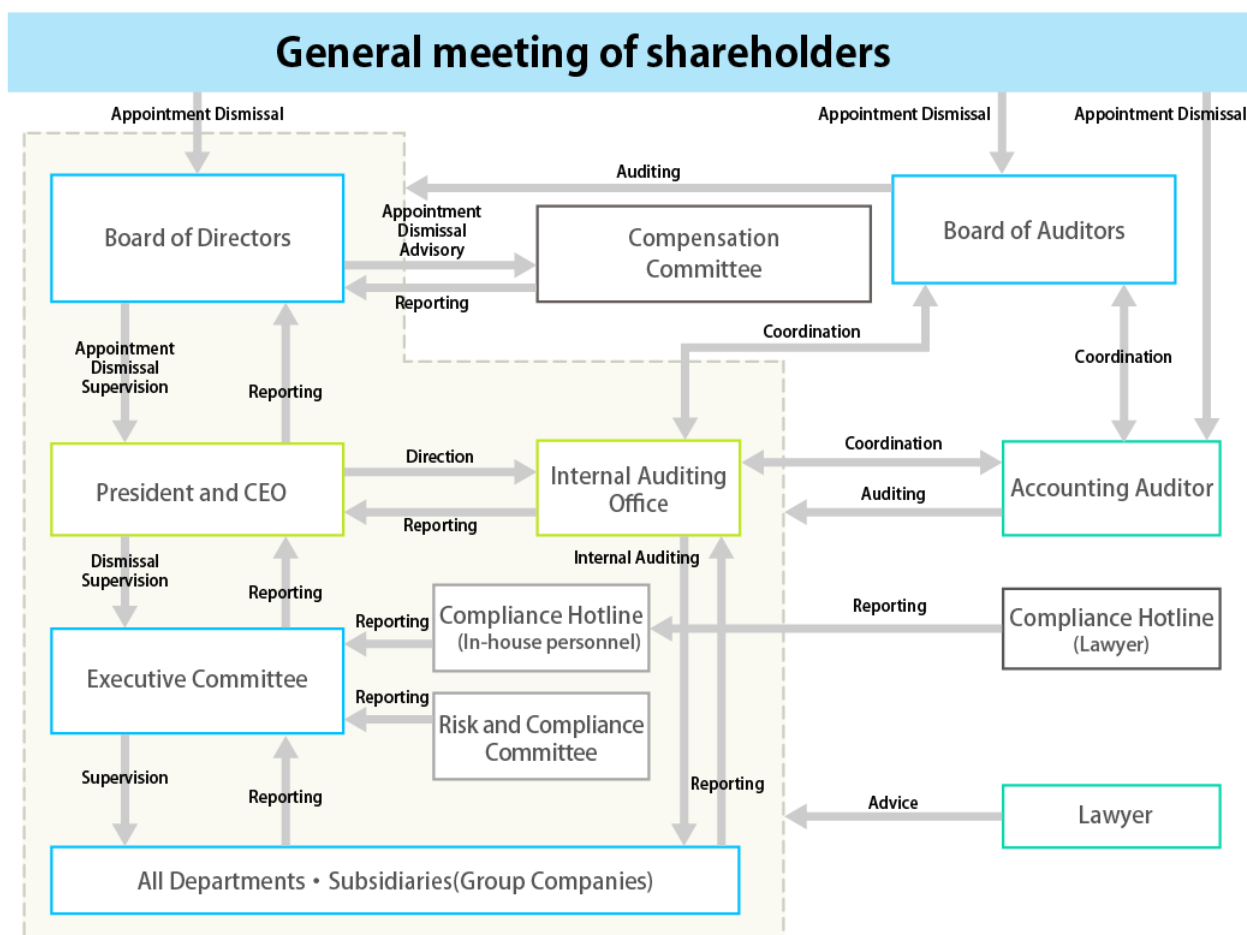 General meeting of shareholders
Appointment Dismissal
Appointment Dismissal
Appointment Dismissal
Auditing
Board of Directors
Appointment
Dismissal
Advisory
Reporting
Compensation
Committee
Board of Auditors
Coordination
Coordination
Appointment
Dismissal
Supervision
Reporting
President and CEO
Direction
Reporting
Internal Auditing
Office
Coordination
Auditing
Accounting Auditor
Dismissal
Supervision
Reporting
Internal Auditing
Reporting
Compliance Hotline
(In-house personnel)
Reporting
Compliance Hotline
(Lawyer)
Executive Committee
Reporting
Risk and Compliance
Committee
Supervision
Reporting
Reporting
Advice
Lawyer
All Departments・Subsidiaries(Group Companies)